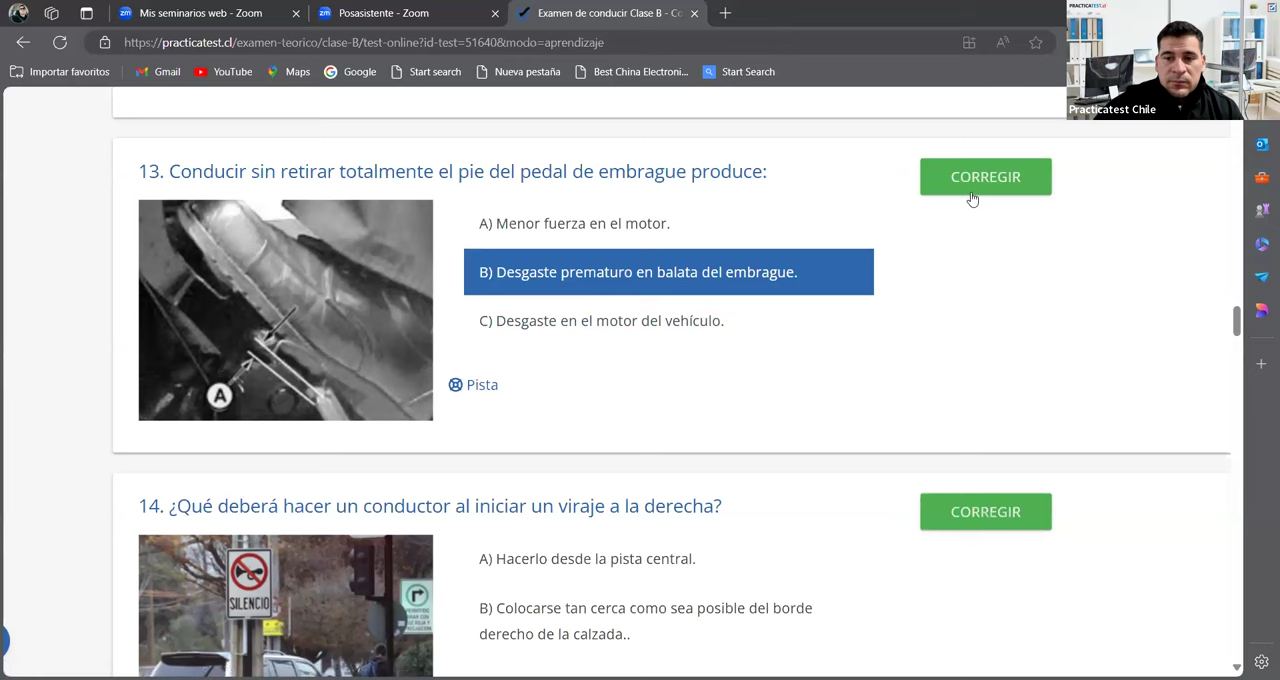 Mis seminarios web - Zoom
Posasistente - Zoom
Examen de conducir Clase B - Co
https://practicatest.cl/examen-teorico/clase-B/test-online?id-test=51640&modo=aprendizaje
Importar favoritos
Gmail
YouTube
Maps
Google
Start search
Nueva pestaña
Best China Electroni...
Start Search
PRACTICATEST.cl
Practicatest Chile
13. Conducir sin retirar totalmente el pie del pedal de embrague produce:
CORREGIR
A) Menor fuerza en el motor.
B) Desgaste prematuro en balata del embrague.
C) Desgaste en el motor del vehículo.
A
Pista
14. ¿Qué deberá hacer un conductor al iniciar un viraje a la derecha?
CORREGIR
A) Hacerlo desde la pista central.
B) Colocarse tan cerca como sea posible del borde
derecho de la calzada..
SILENCIO